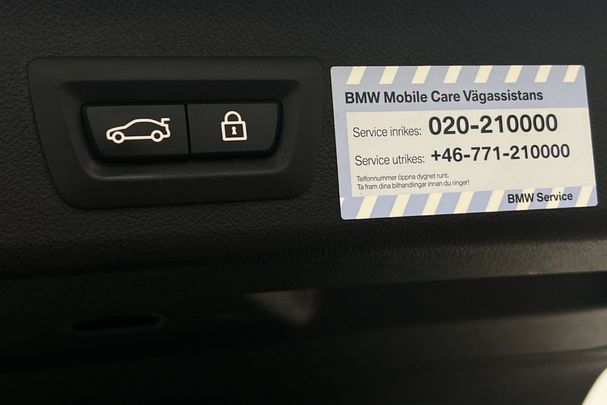 BMW Mobile Care Vägassistans
Service inrikes: 020-210000
Service utrikes: +46-771-210000
Telfonnummer öppna dygnet runt.
Ta fram dina bilhandlingar innan du ringer!
BMW Service